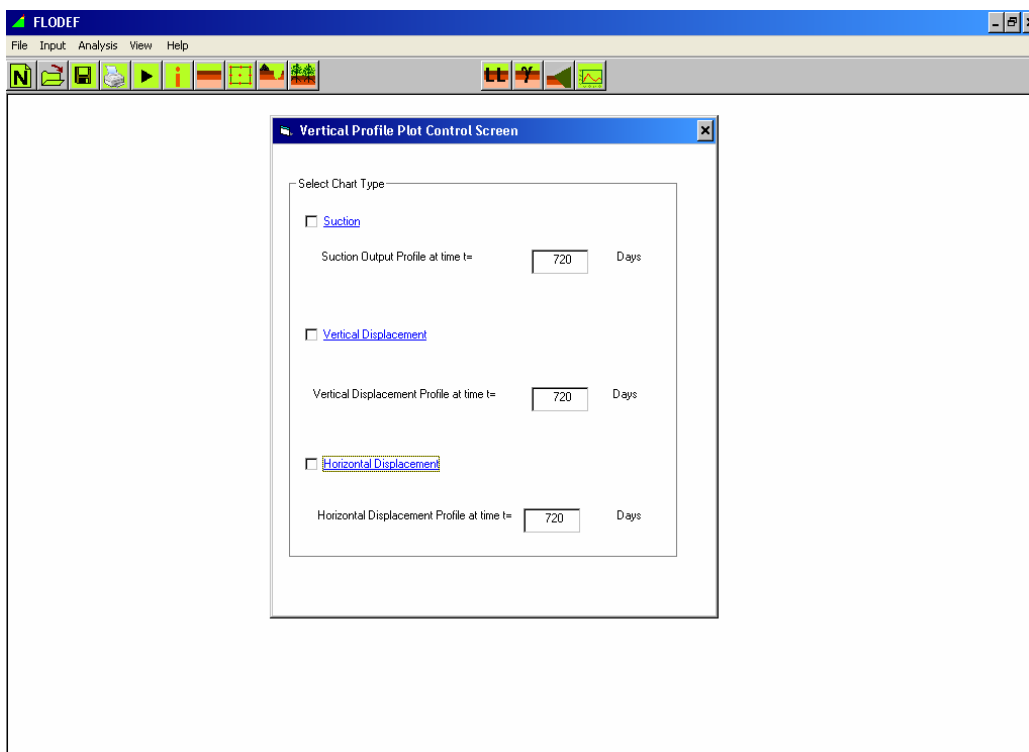 FLODEF
File Input Analysis View Help
N i LL γ
Vertical Profile Plot Control Screen
Select Chart Type
Suction
Suction Output Profile at time t= 720 Days
Vertical Displacement
Vertical Displacement Profile at time t= 720 Days
Horizontal Displacement
Horizontal Displacement Profile at time t= 720 Days